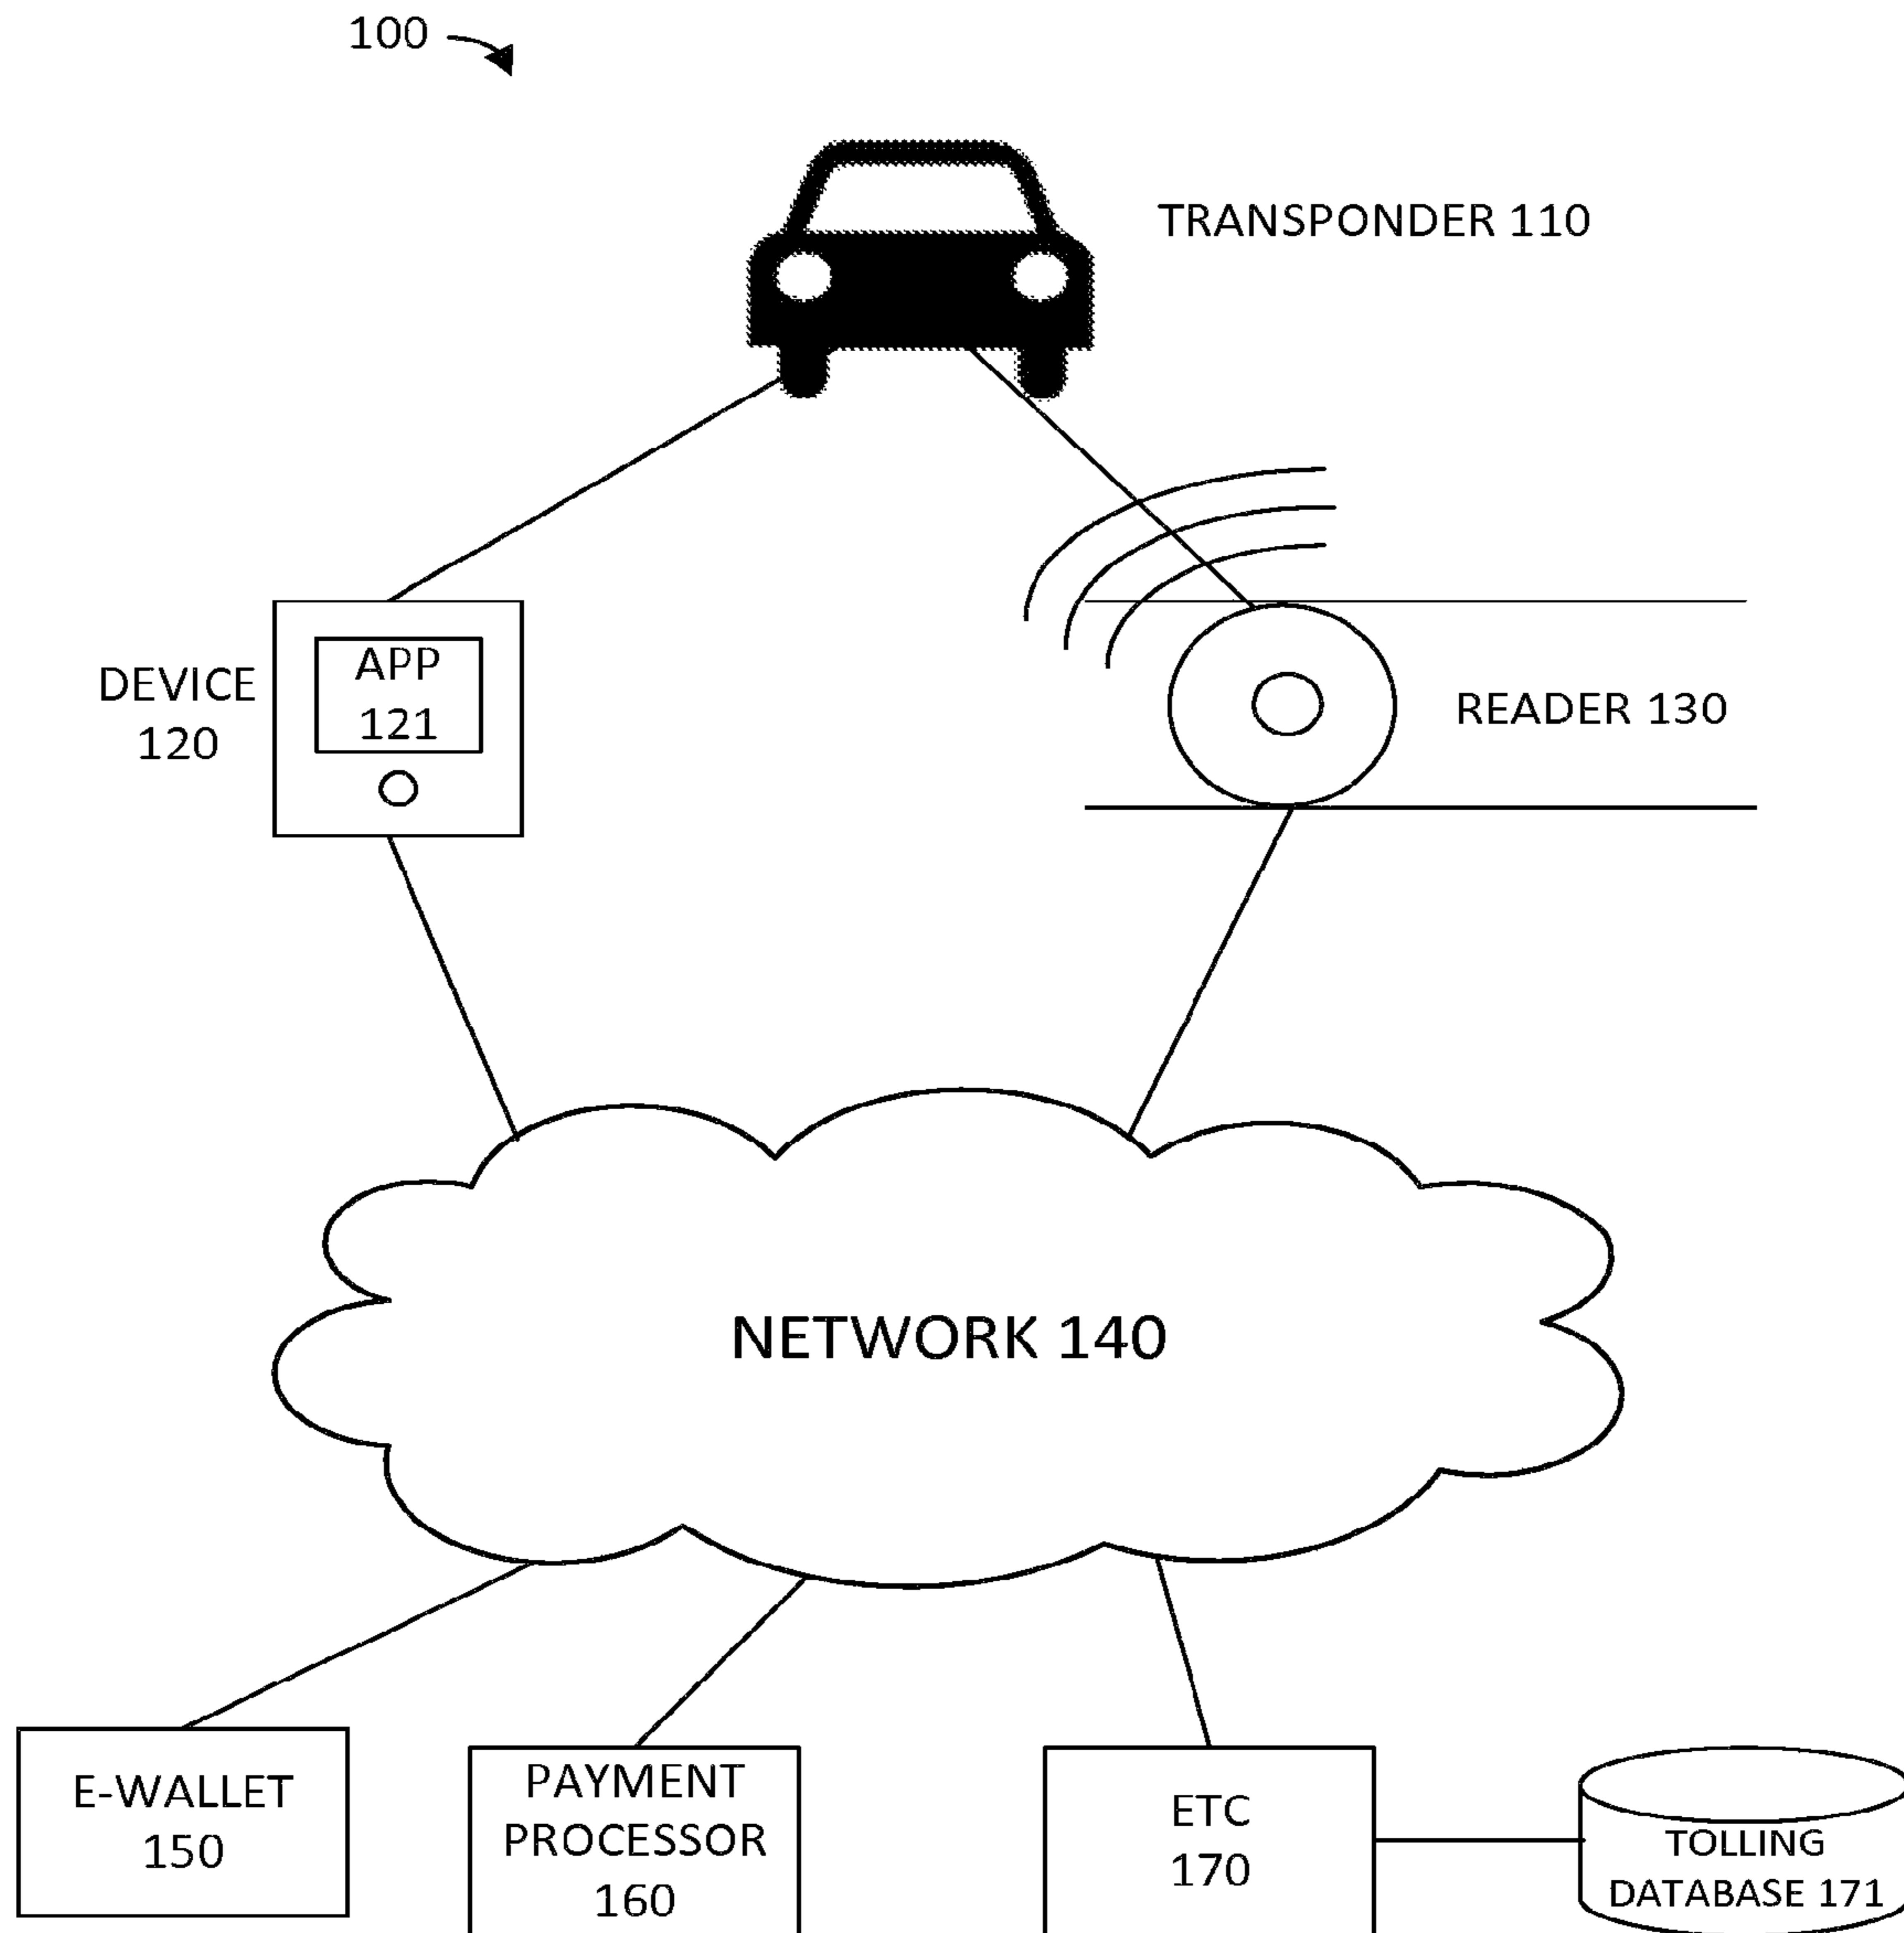 100
TRANSPONDER 110
DEVICE
120
APP
121
READER 130
NETWORK 140
E-WALLET
150
PAYMENT
PROCESSOR
160
ETC
170
TOLLING
DATABASE 171